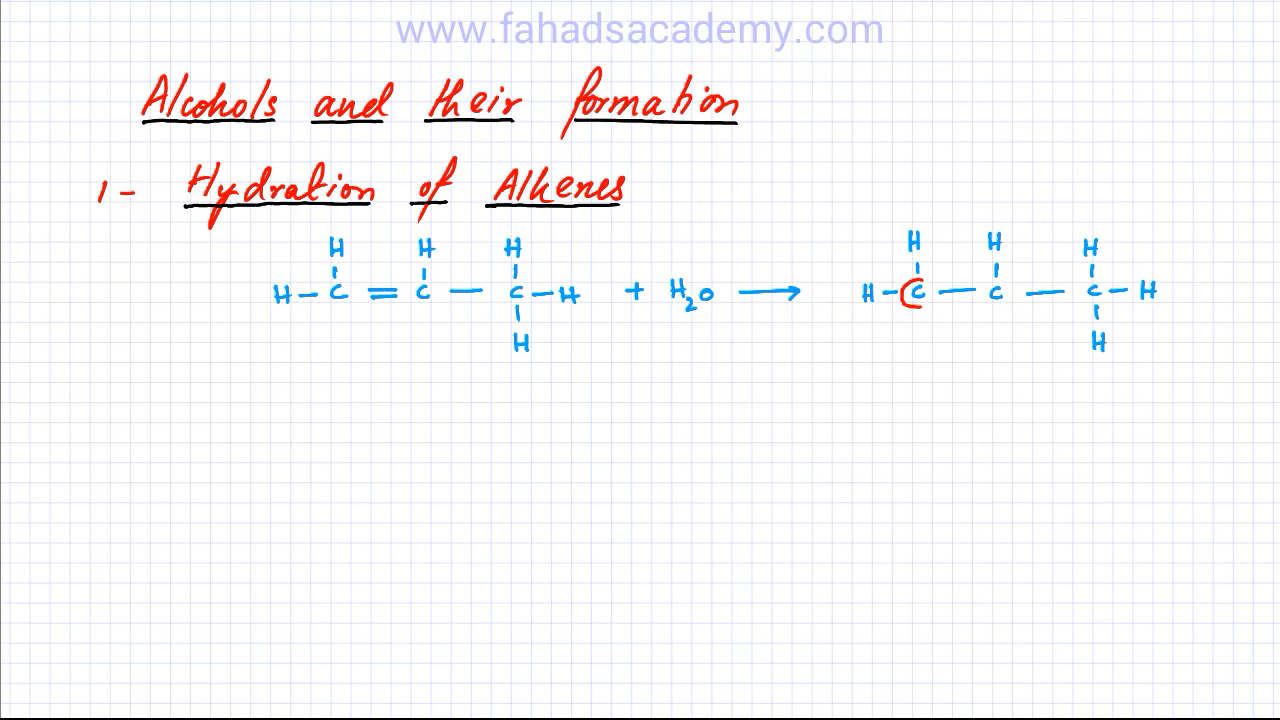 www.fahadsacademy.com
Alcohols and their formation
1- Hydration of Alkenes
H H H H H H
H - C = C — C - H + H₂O ⟶ H - C — C — C - H
H H